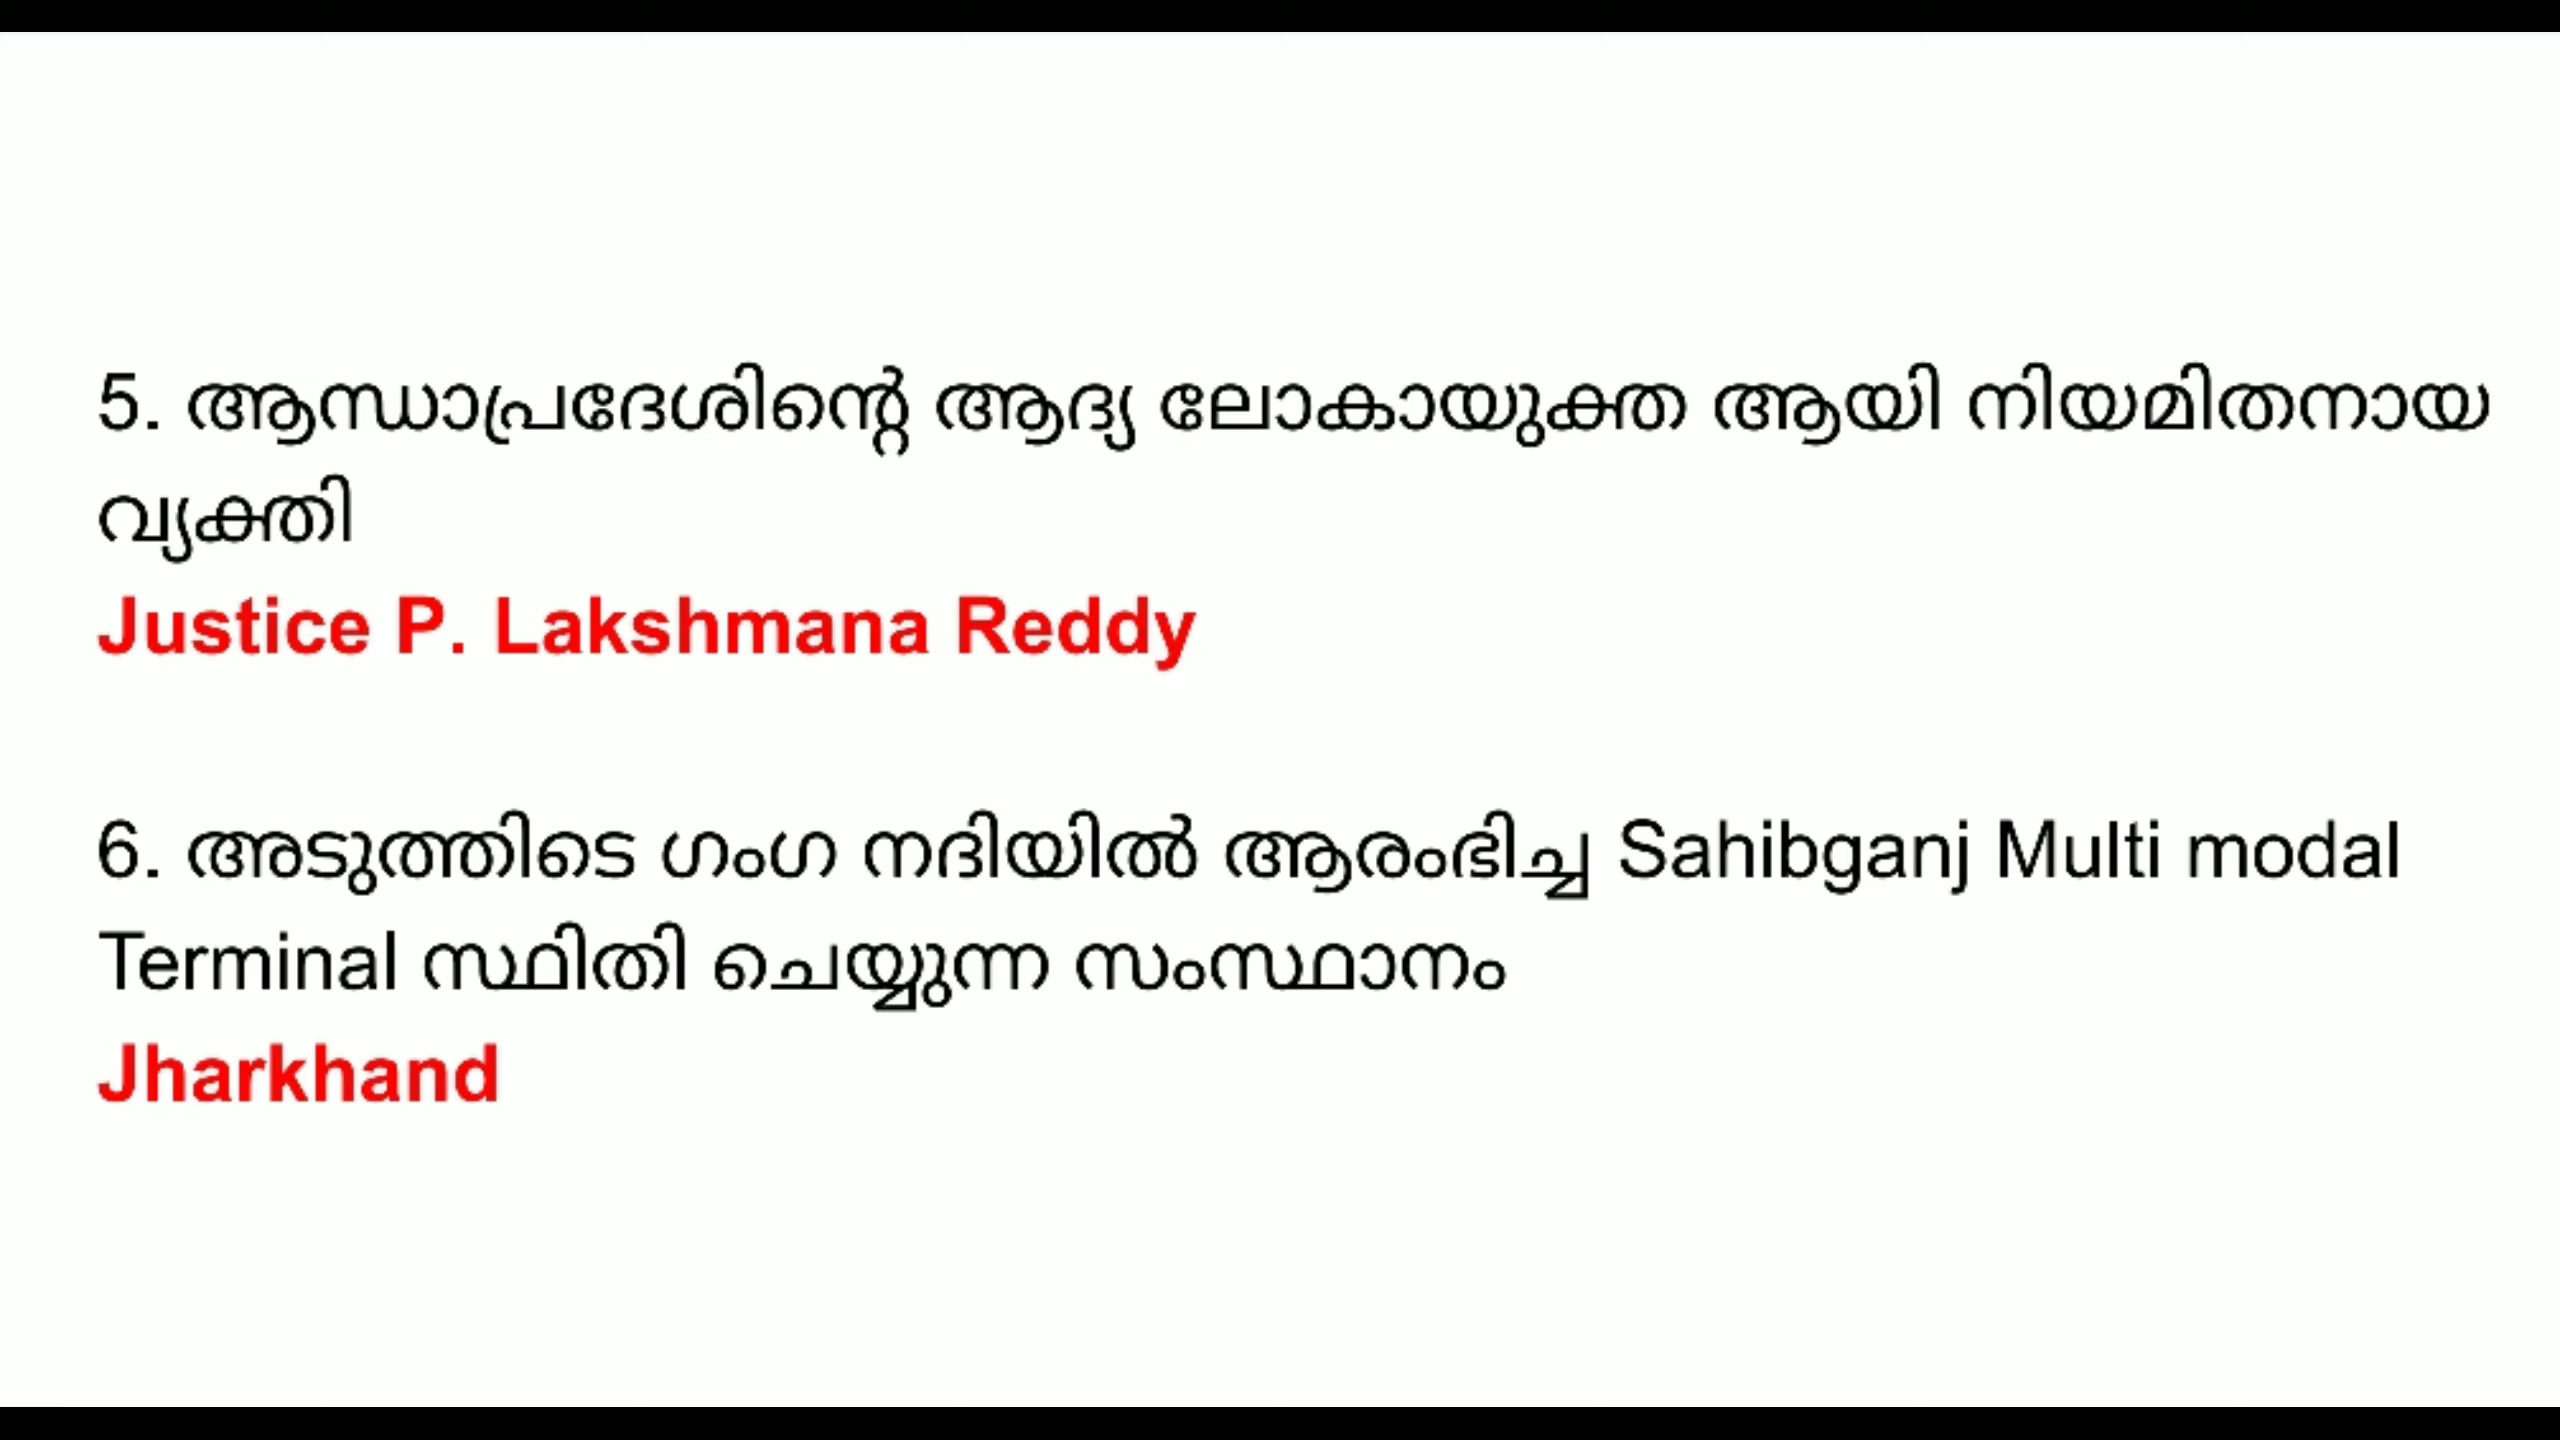 5. ആന്ധാപ്രദേശിന്റെ ആദ്യ ലോകായുക്ത ആയി നിയമിതനായ
വ്യക്തി
Justice P. Lakshmana Reddy
6. അടുത്തിടെ ഗംഗ നദിയിൽ ആരംഭിച്ച Sahibganj Multi modal
Terminal സ്ഥിതി ചെയ്യുന്ന സംസ്ഥാനം
Jharkhand